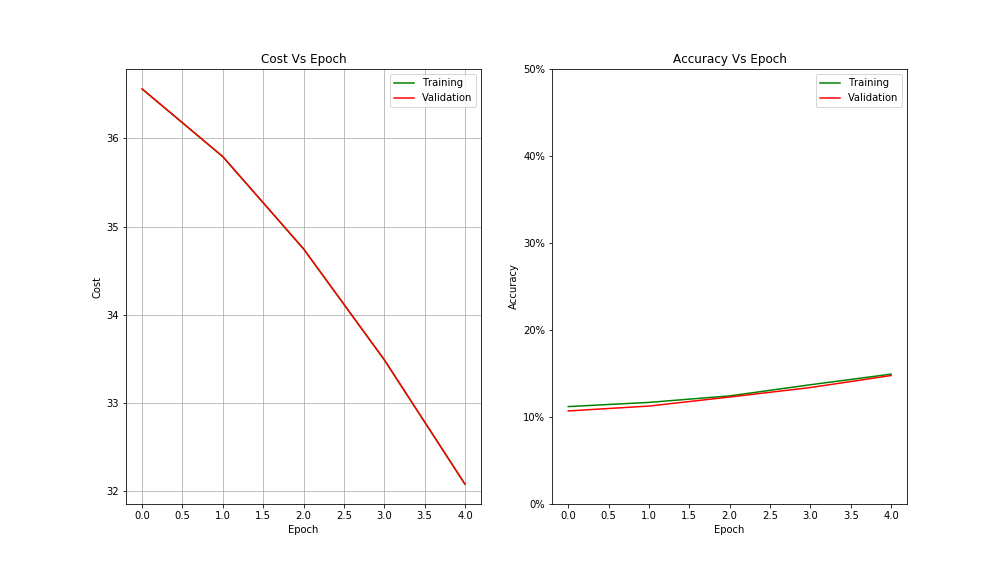 Cost Vs Epoch
Training
Validation
36
35
34
33
32
Cost
0.0 0.5 1.0 1.5 2.0 2.5 3.0 3.5 4.0
Epoch
Accuracy Vs Epoch
Training
Validation
50%
40%
30%
20%
10%
0%
Accuracy
0.0 0.5 1.0 1.5 2.0 2.5 3.0 3.5 4.0
Epoch